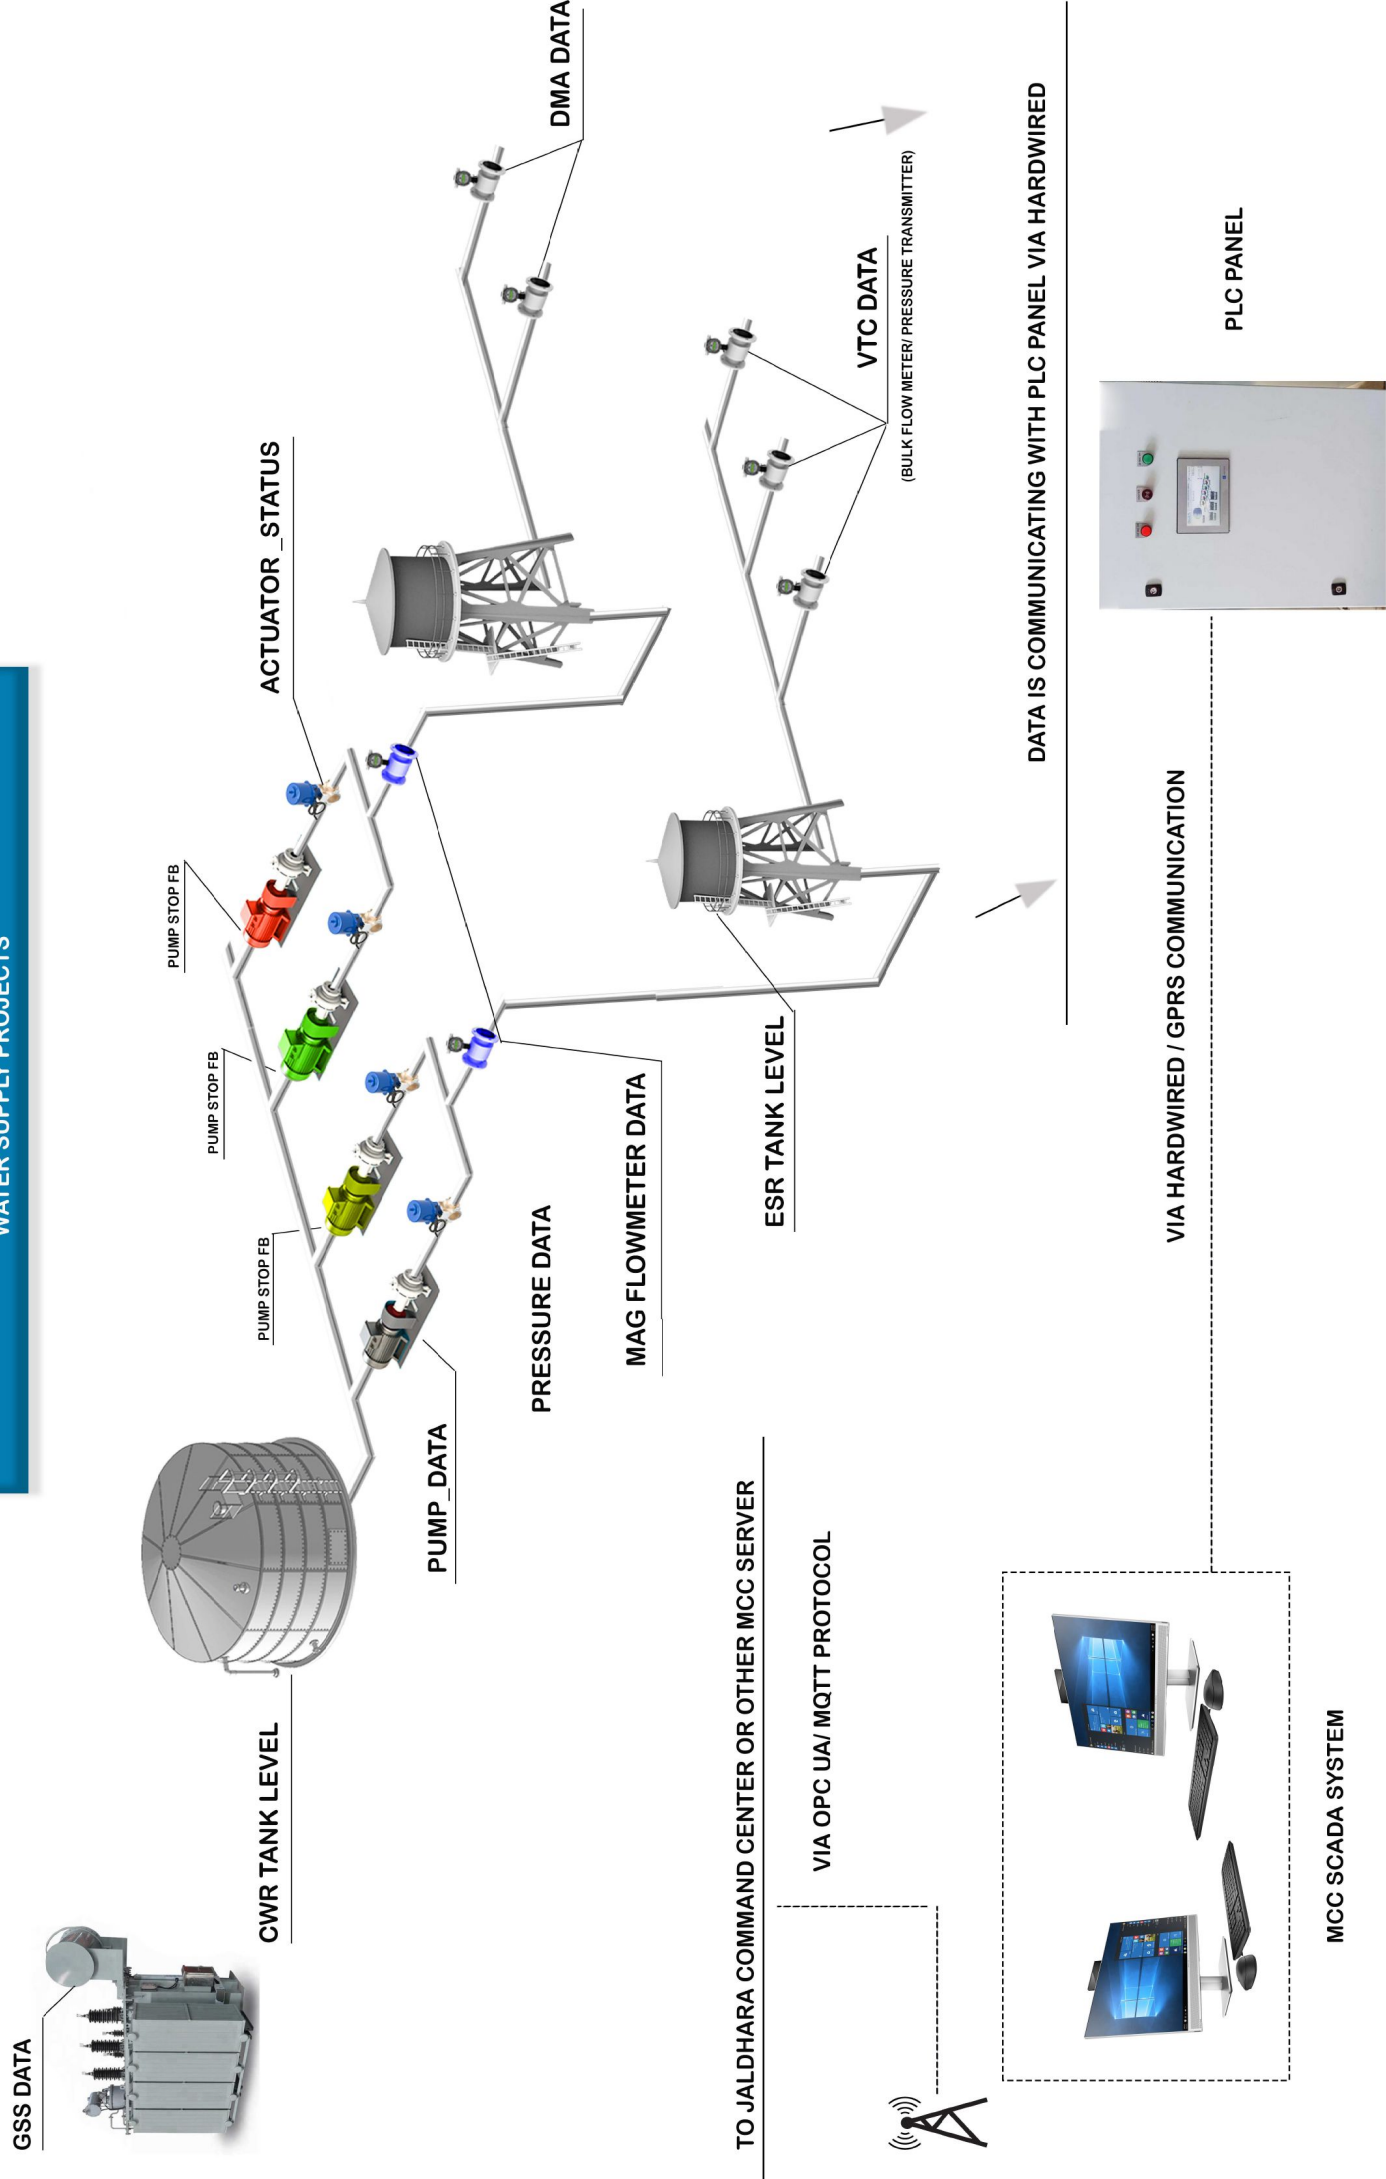 WATER SUPPLY PROJECTS
GSS DATA
CWR TANK LEVEL
PUMP STOP FB
PUMP STOP FB
PUMP STOP FB
ACTUATOR _STATUS
DMA DATA
PUMP_DATA
PRESSURE DATA
MAG FLOWMETER DATA
ESR TANK LEVEL
VTC DATA
(BULK FLOW METER/ PRESSURE TRANSMITTER)
TO JALDHARA COMMAND CENTER OR OTHER MCC SERVER
VIA OPC UA/ MQTT PROTOCOL
DATA IS COMMUNICATING WITH PLC PANEL VIA HARDWIRED
VIA HARDWIRED / GPRS COMMUNICATION
PLC PANEL
MCC SCADA SYSTEM